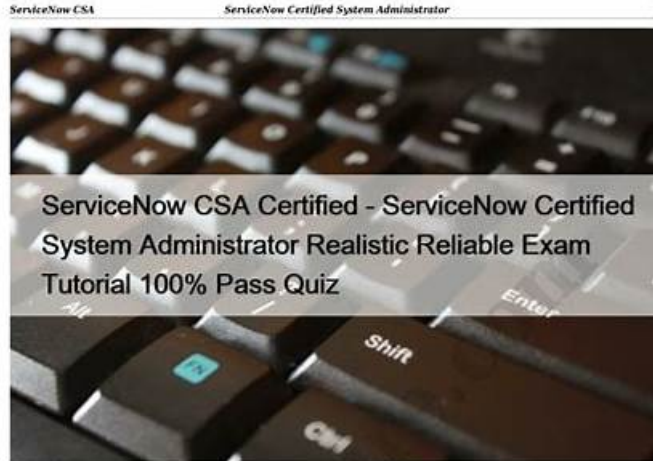 ServiceNow CSA ServiceNow Certified System Administrator
ServiceNow CSA Certified - ServiceNow Certified
System Administrator Realistic Reliable Exam
Tutorial 100% Pass Quiz
Alt
Enter
Shift
FN
Ctrl